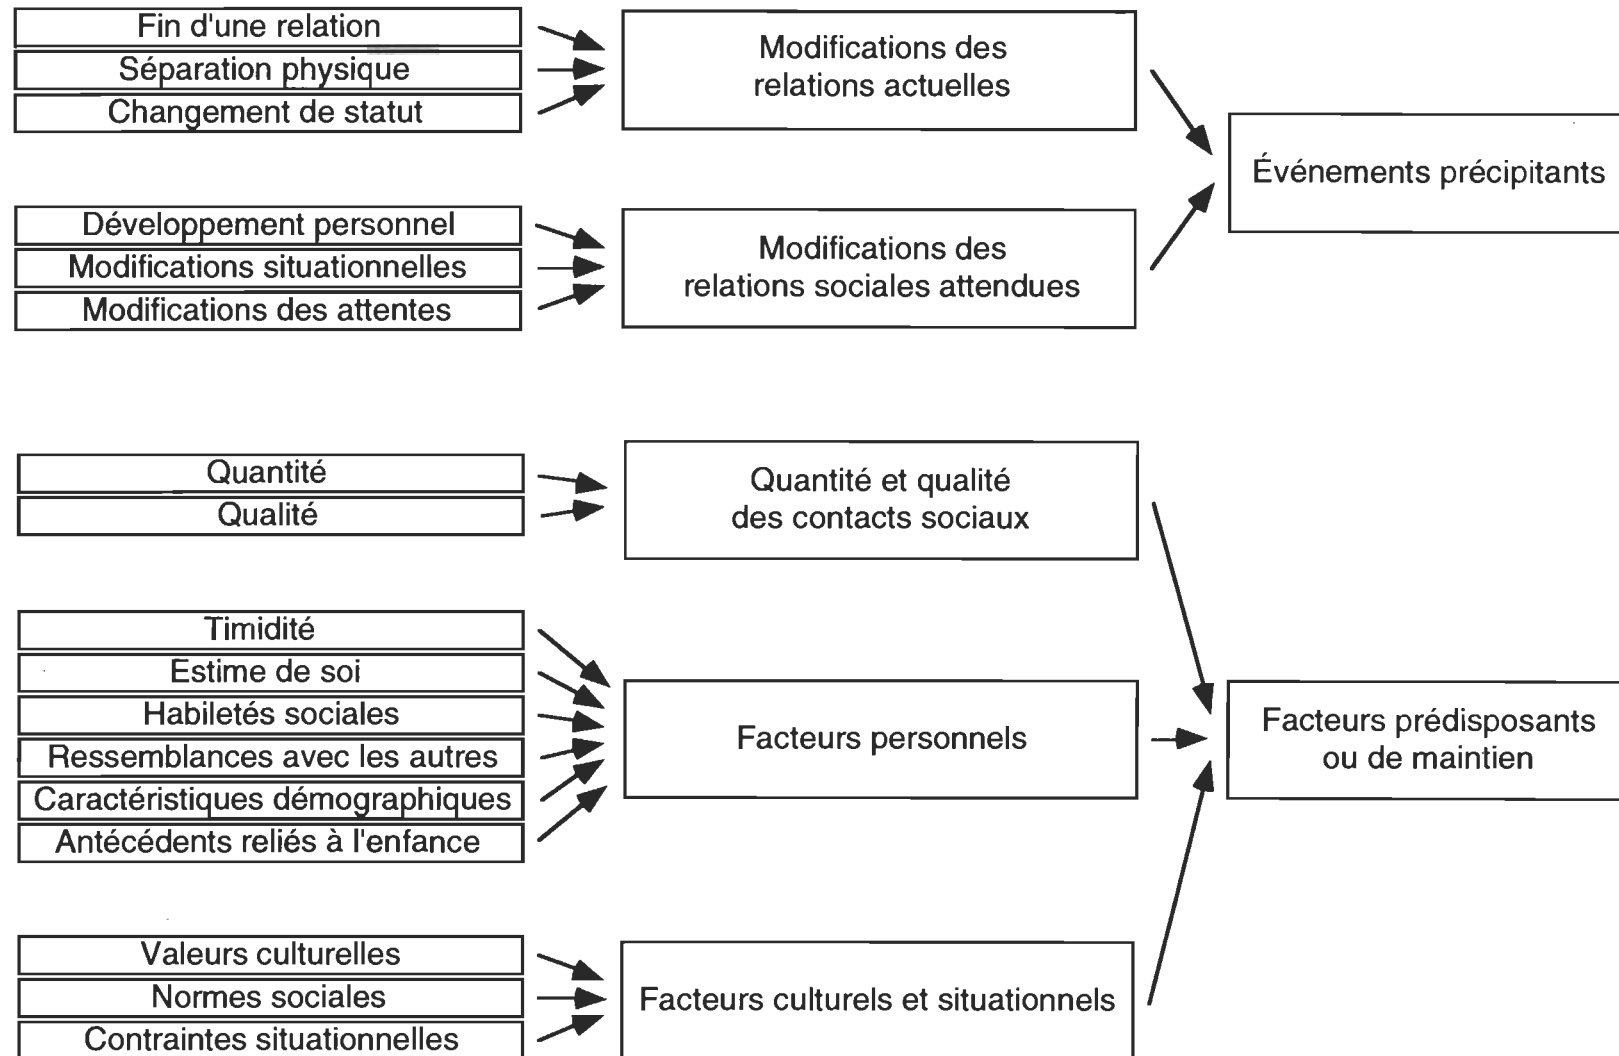 Fin d'une relation
Séparation physique
Changement de statut
Modifications des
relations actuelles
Développement personnel
Modifications situationnelles
Modifications des attentes
Modifications des
relations sociales attendues
Événements précipitants
Quantité
Qualité
Quantité et qualité
des contacts sociaux
Timidité
Estime de soi
Habiletés sociales
Ressemblances avec les autres
Caractéristiques démographiques
Antécédents reliés à l'enfance
Facteurs personnels
Valeurs culturelles
Normes sociales
Contraintes situationnelles
Facteurs culturels et situationnels
Facteurs prédisposants
ou de maintien